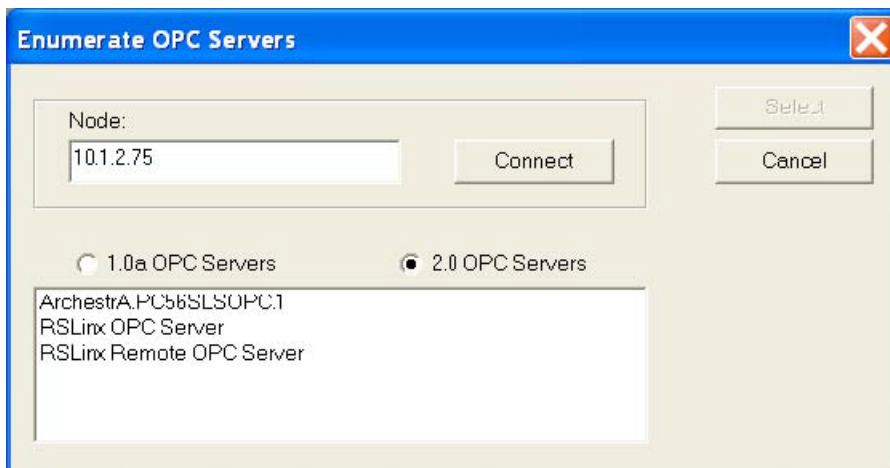 Enumerate OPC Servers
Node:
Select
10.1.2.75
Connect
Cancel
1.0a OPC Servers
2.0 OPC Servers
ArchestrA.PC56SLSOPC.1
RSLinx OPC Server
RSLinx Remote OPC Server